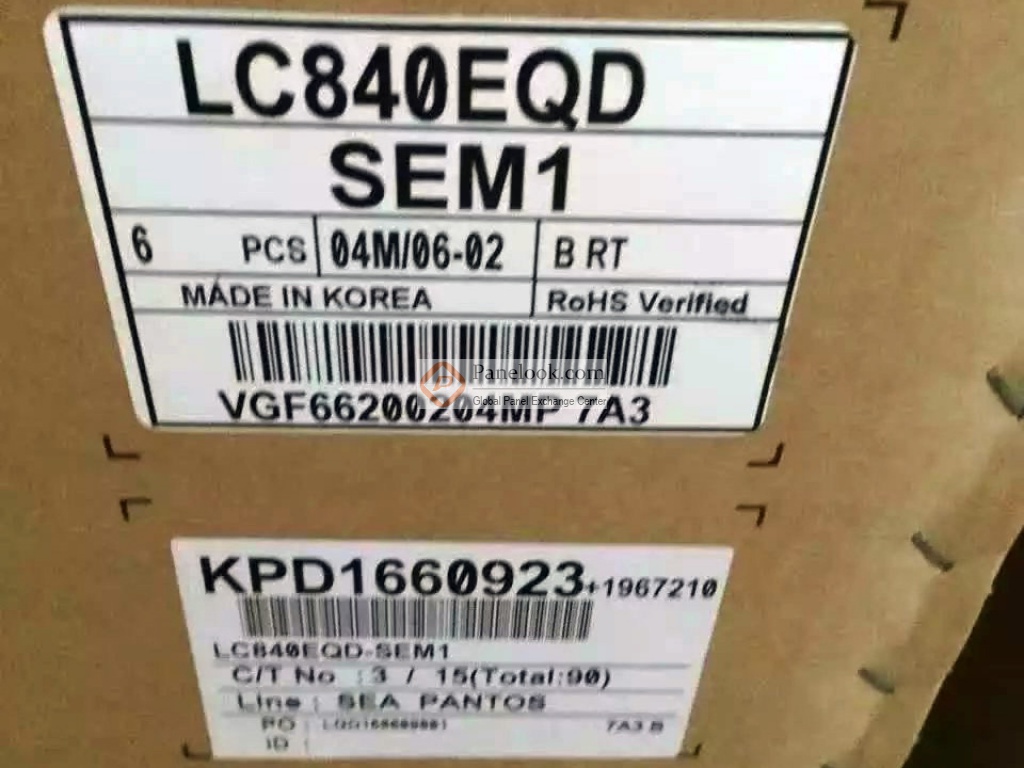 LC840EQD
SEM1
6 PCS 04M/06-02 B RT
MADE IN KOREA RoHS Verified
Panelook.com
Global Panel Exchange Center
VGF66200204MP 7A3
KPD1660923+1967210
LC840EQD-SEM1
C/T No : 3 / 15(Total:90)
Line : SEA PANTOS
PO : 7A3 B
ID :